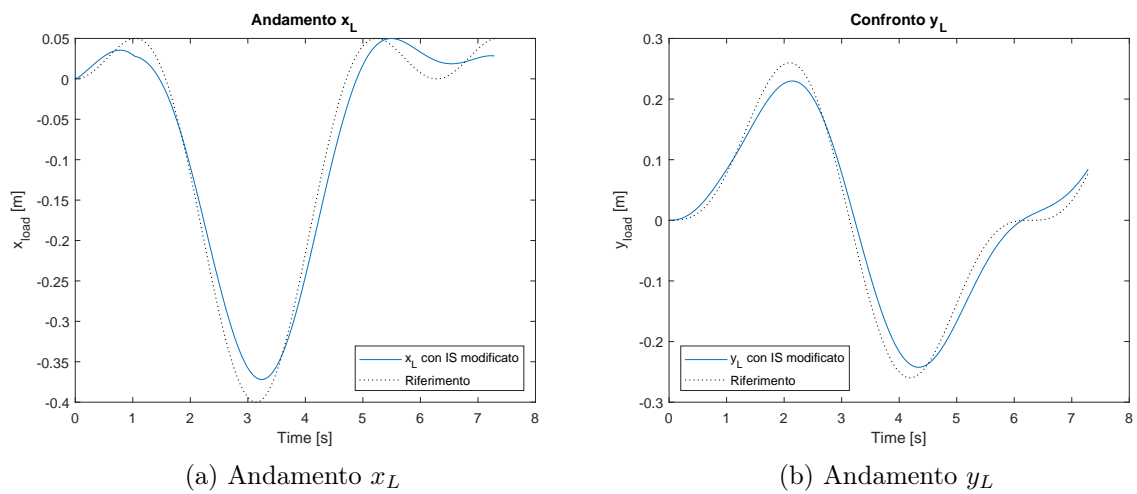 Andamento x_L
0.05
0
-0.05
-0.1
-0.15
-0.2
-0.25
-0.3
-0.35
-0.4
x_load [m]
x_L con IS modificato
Riferimento
0 1 2 3 4 5 6 7 8
Time [s]
(a) Andamento x_L
Confronto y_L
0.3
0.2
0.1
0
-0.1
-0.2
-0.3
y_load [m]
y_L con IS modificato
Riferimento
0 1 2 3 4 5 6 7 8
Time [s]
(b) Andamento y_L